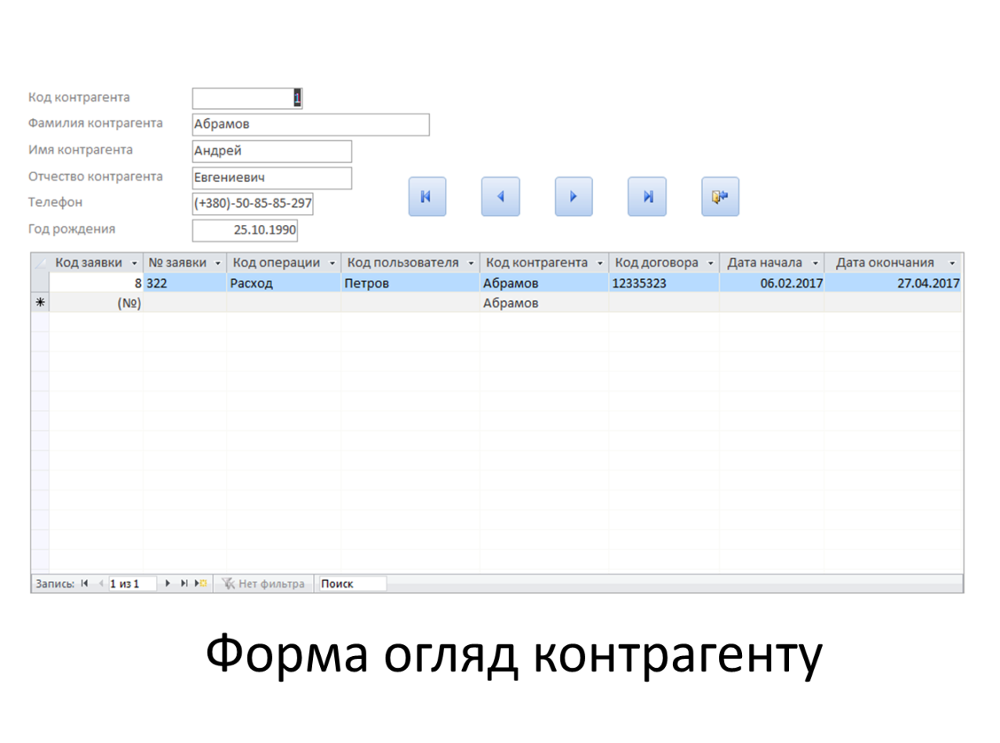 Код контрагента 1
Фамилия контрагента Абрамов
Имя контрагента Андрей
Отчество контрагента Евгениевич
Телефон (+380)-50-85-85-297
Год рождения 25.10.1990
Код заявки № заявки Код операции Код пользователя Код контрагента Код договора Дата начала Дата окончания
8 322 Расход Петров Абрамов 12335323 06.02.2017 27.04.2017
(№) Абрамов
Запись: 1 из 1 Нет фильтра Поиск
Форма огляд контрагенту